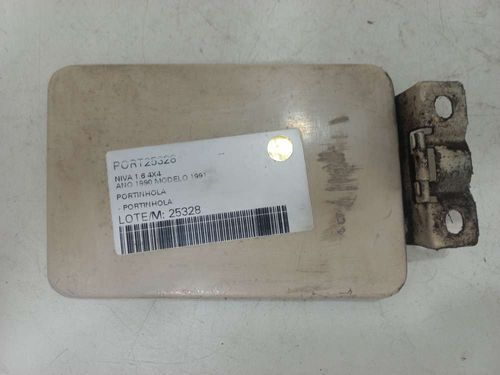 PORT25328
NIVA 1.6 4X4
ANO 1990 MODELO 1991
PORTINHOLA
- PORTINHOLA
LOTE/M: 25328